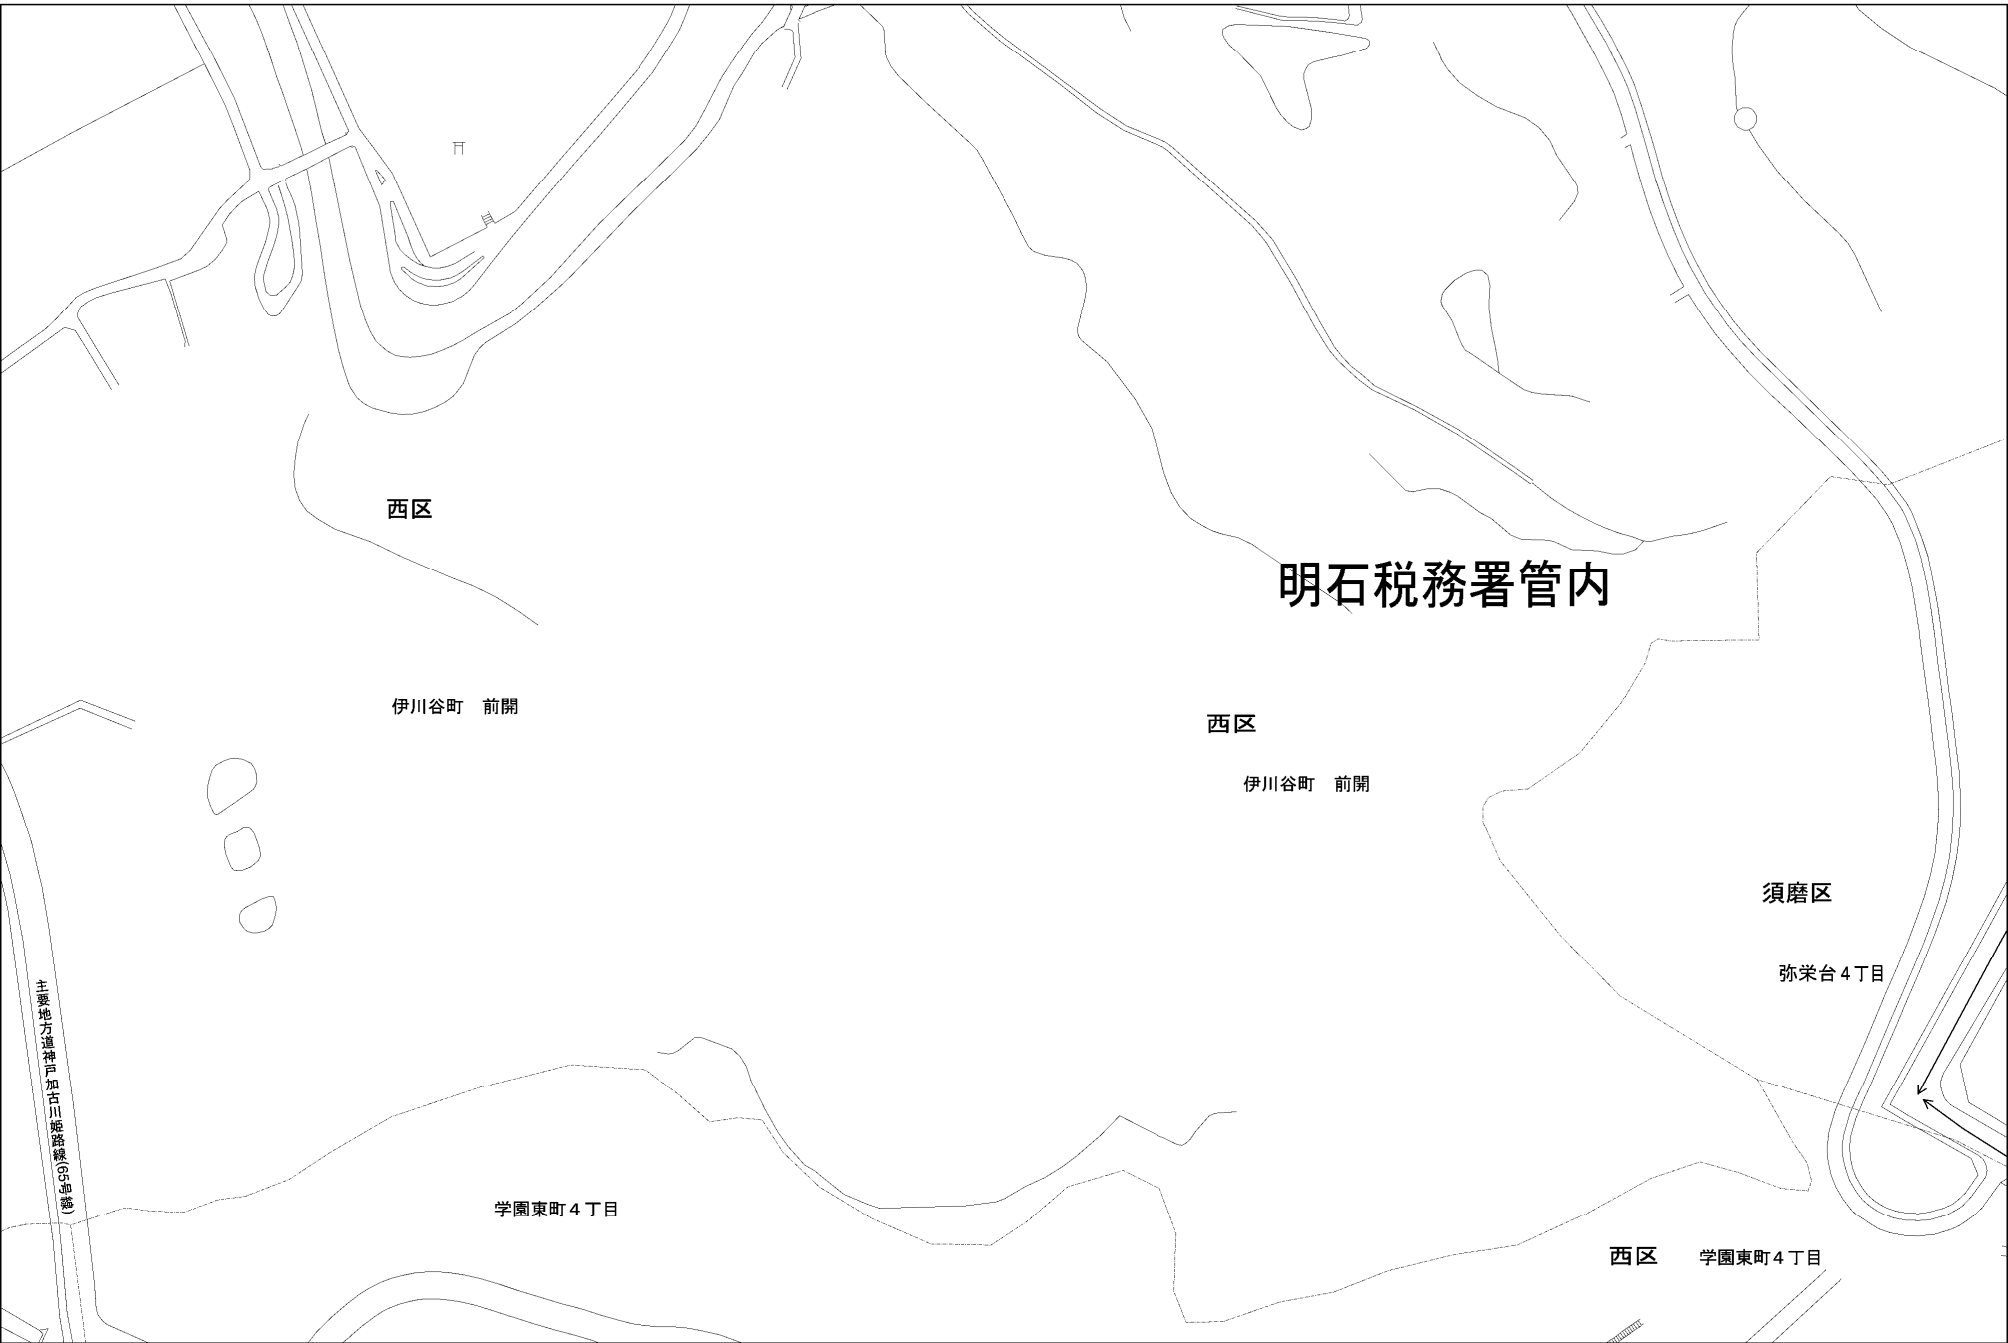 西区
明石税務署管内
伊川谷町　前開
西区
伊川谷町　前開
須磨区
弥栄台４丁目
主要地方道神戸加古川姫路線(65号線)
学園東町４丁目
西区
学園東町４丁目